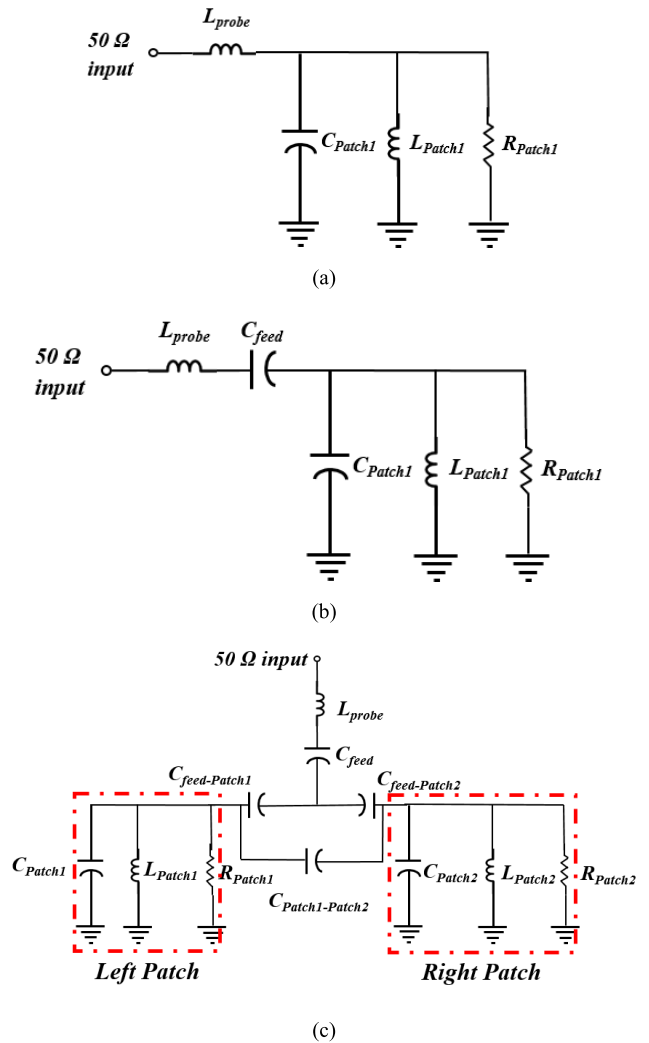 L_probe
50 Ω
input
C_Patch1 L_Patch1 R_Patch1
(a)
L_probe C_feed
50 Ω
input
C_Patch1 L_Patch1 R_Patch1
(b)
50 Ω input
L_probe
C_feed
C_feed-Patch1 C_feed-Patch2
C_Patch1 L_Patch1 R_Patch1 C_Patch2 L_Patch2 R_Patch2
C_Patch1-Patch2
Left Patch Right Patch
(c)